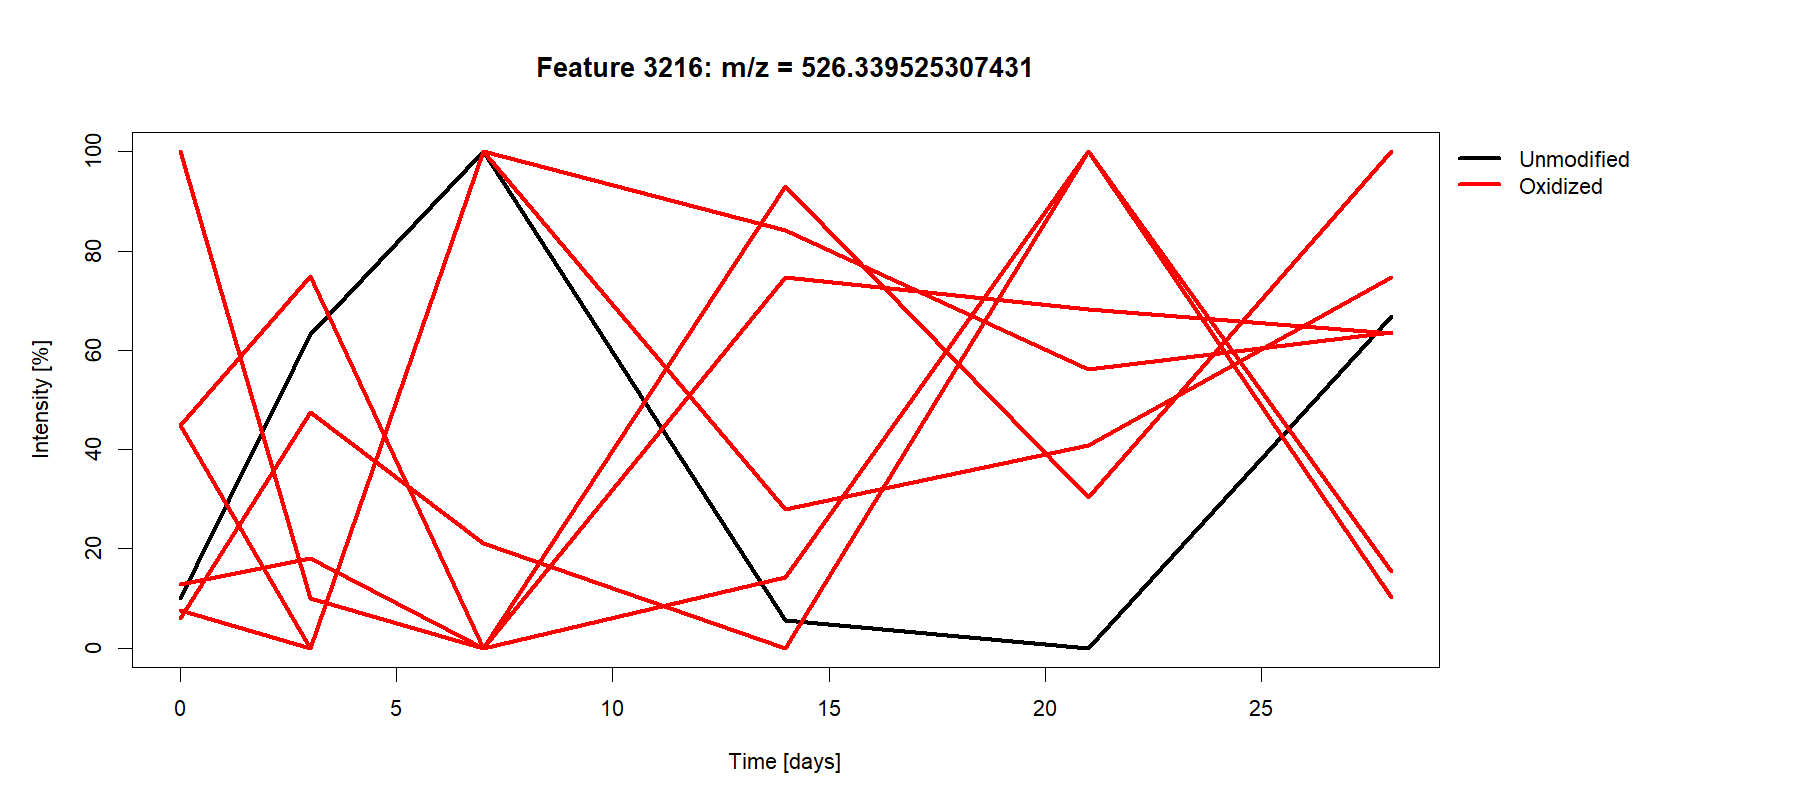 Feature 3216: m/z = 526.339525307431
Unmodified
Oxidized
Intensity [%]
100
80
60
40
20
0
0 5 10 15 20 25
Time [days]